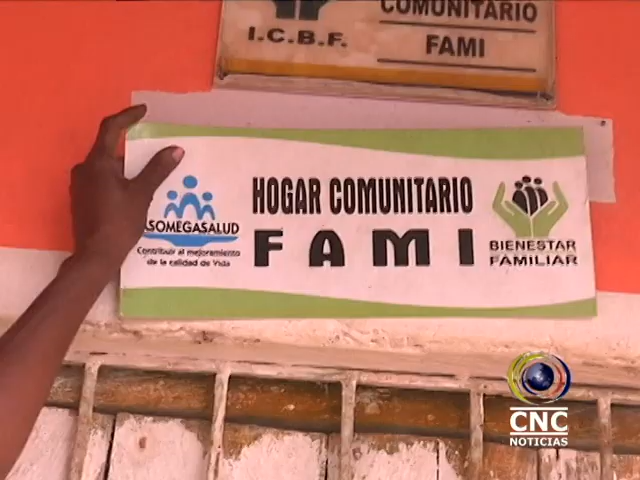 COMUNITARIO
I.C.B.F.
FAMI
HOGAR COMUNITARIO
FAMI
ASOMEGASALUD
Contribuir al mejoramiento
de la calidad de Vida
BIENESTAR
FAMILIAR
CNC
NOTICIAS